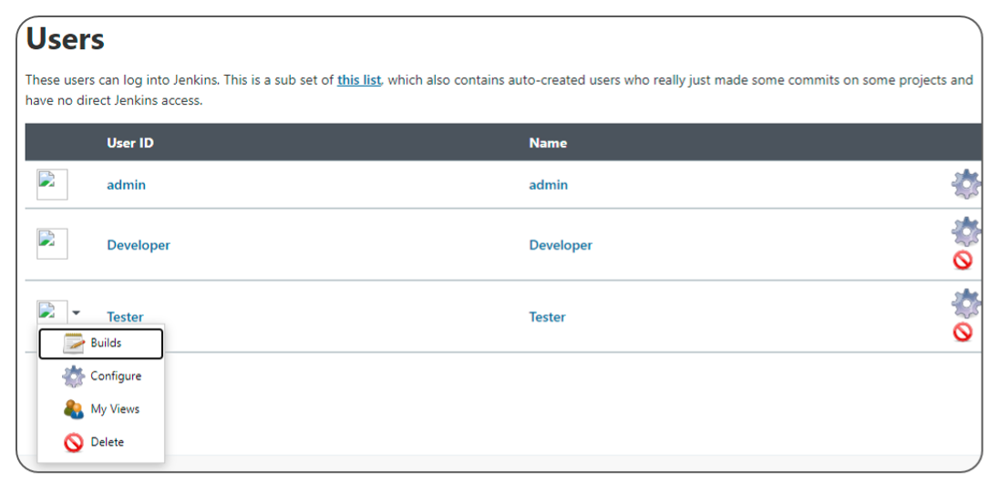 Users
These users can log into Jenkins. This is a sub set of this list, which also contains auto-created users who really just made some commits on some projects and
have no direct Jenkins access.
User ID Name
admin admin
Developer Developer
Tester Tester
Builds
Configure
My Views
Delete